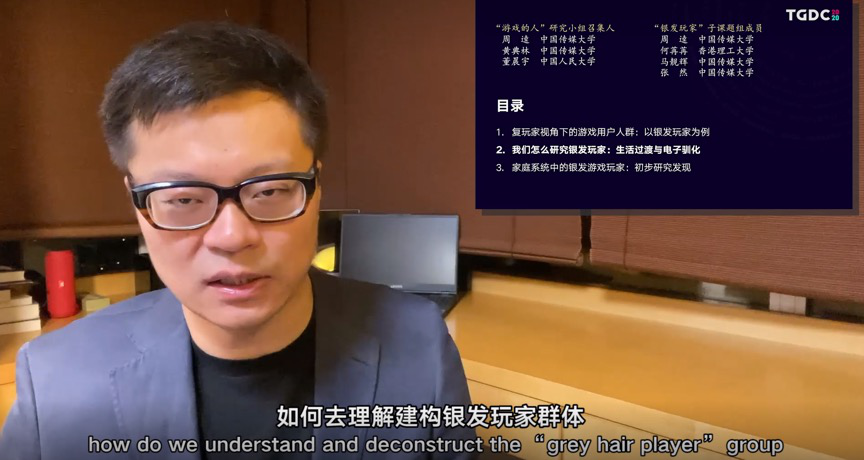 TGDC 20 20
“游戏的人”研究小组召集人
周 逵 中国传媒大学
黄典林 中国传媒大学
董晨宇 中国人民大学
“银发玩家”子课题组成员
周 逵 中国传媒大学
何苒苒 香港理工大学
马靓辉 中国传媒大学
张 然 中国传媒大学
目录
1. 复玩家视角下的游戏用户人群：以银发玩家为例
2. 我们怎么研究银发玩家：生活过渡与电子驯化
3. 家庭系统中的银发游戏玩家：初步研究发现
如何去理解建构银发玩家群体
how do we understand and deconstruct the “grey hair player” group